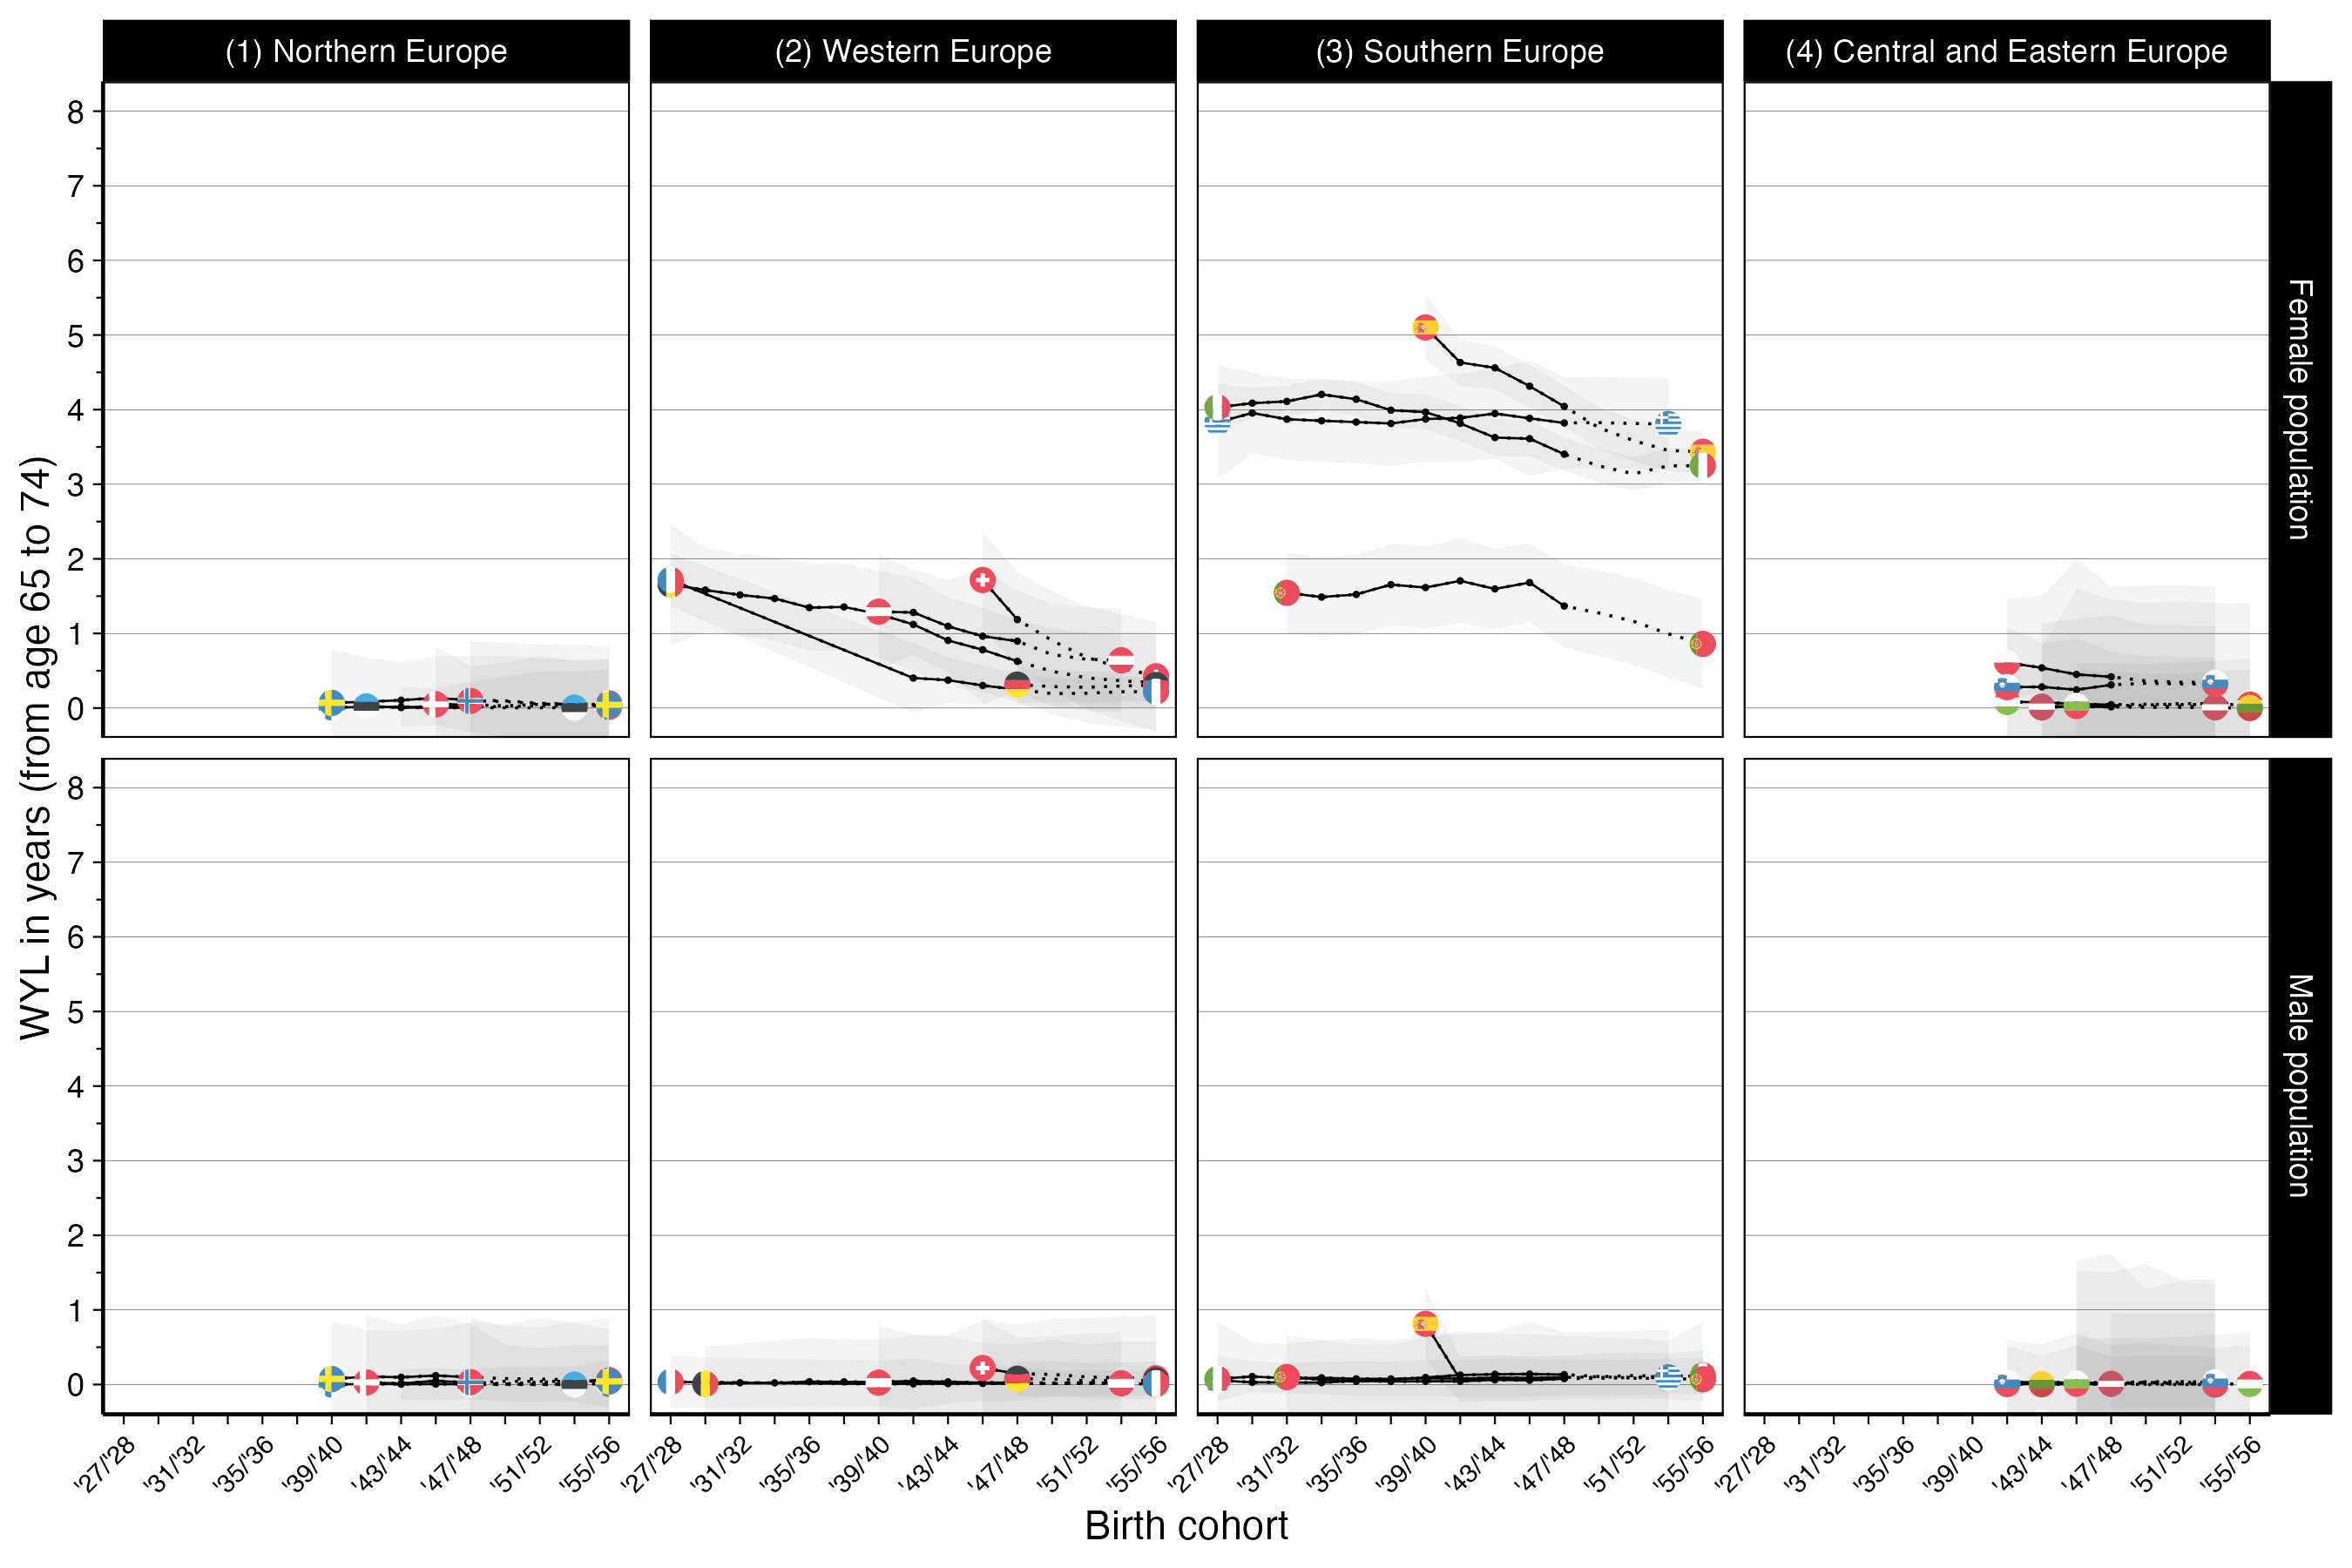 (1) Northern Europe
(2) Western Europe
(3) Southern Europe
(4) Central and Eastern Europe
WYL in years (from age 65 to 74)
8
7
6
5
4
3
2
1
0
Female population
8
7
6
5
4
3
2
1
0
Male population
'27/'28 '31/'32 '35/'36 '39/'40 '43/'44 '47/'48 '51/'52 '55/'56 '27/'28 '31/'32 '35/'36 '39/'40 '43/'44 '47/'48 '51/'52 '55/'56 '27/'28 '31/'32 '35/'36 '39/'40 '43/'44 '47/'48 '51/'52 '55/'56 '27/'28 '31/'32 '35/'36 '39/'40 '43/'44 '47/'48 '51/'52 '55/'56
Birth cohort